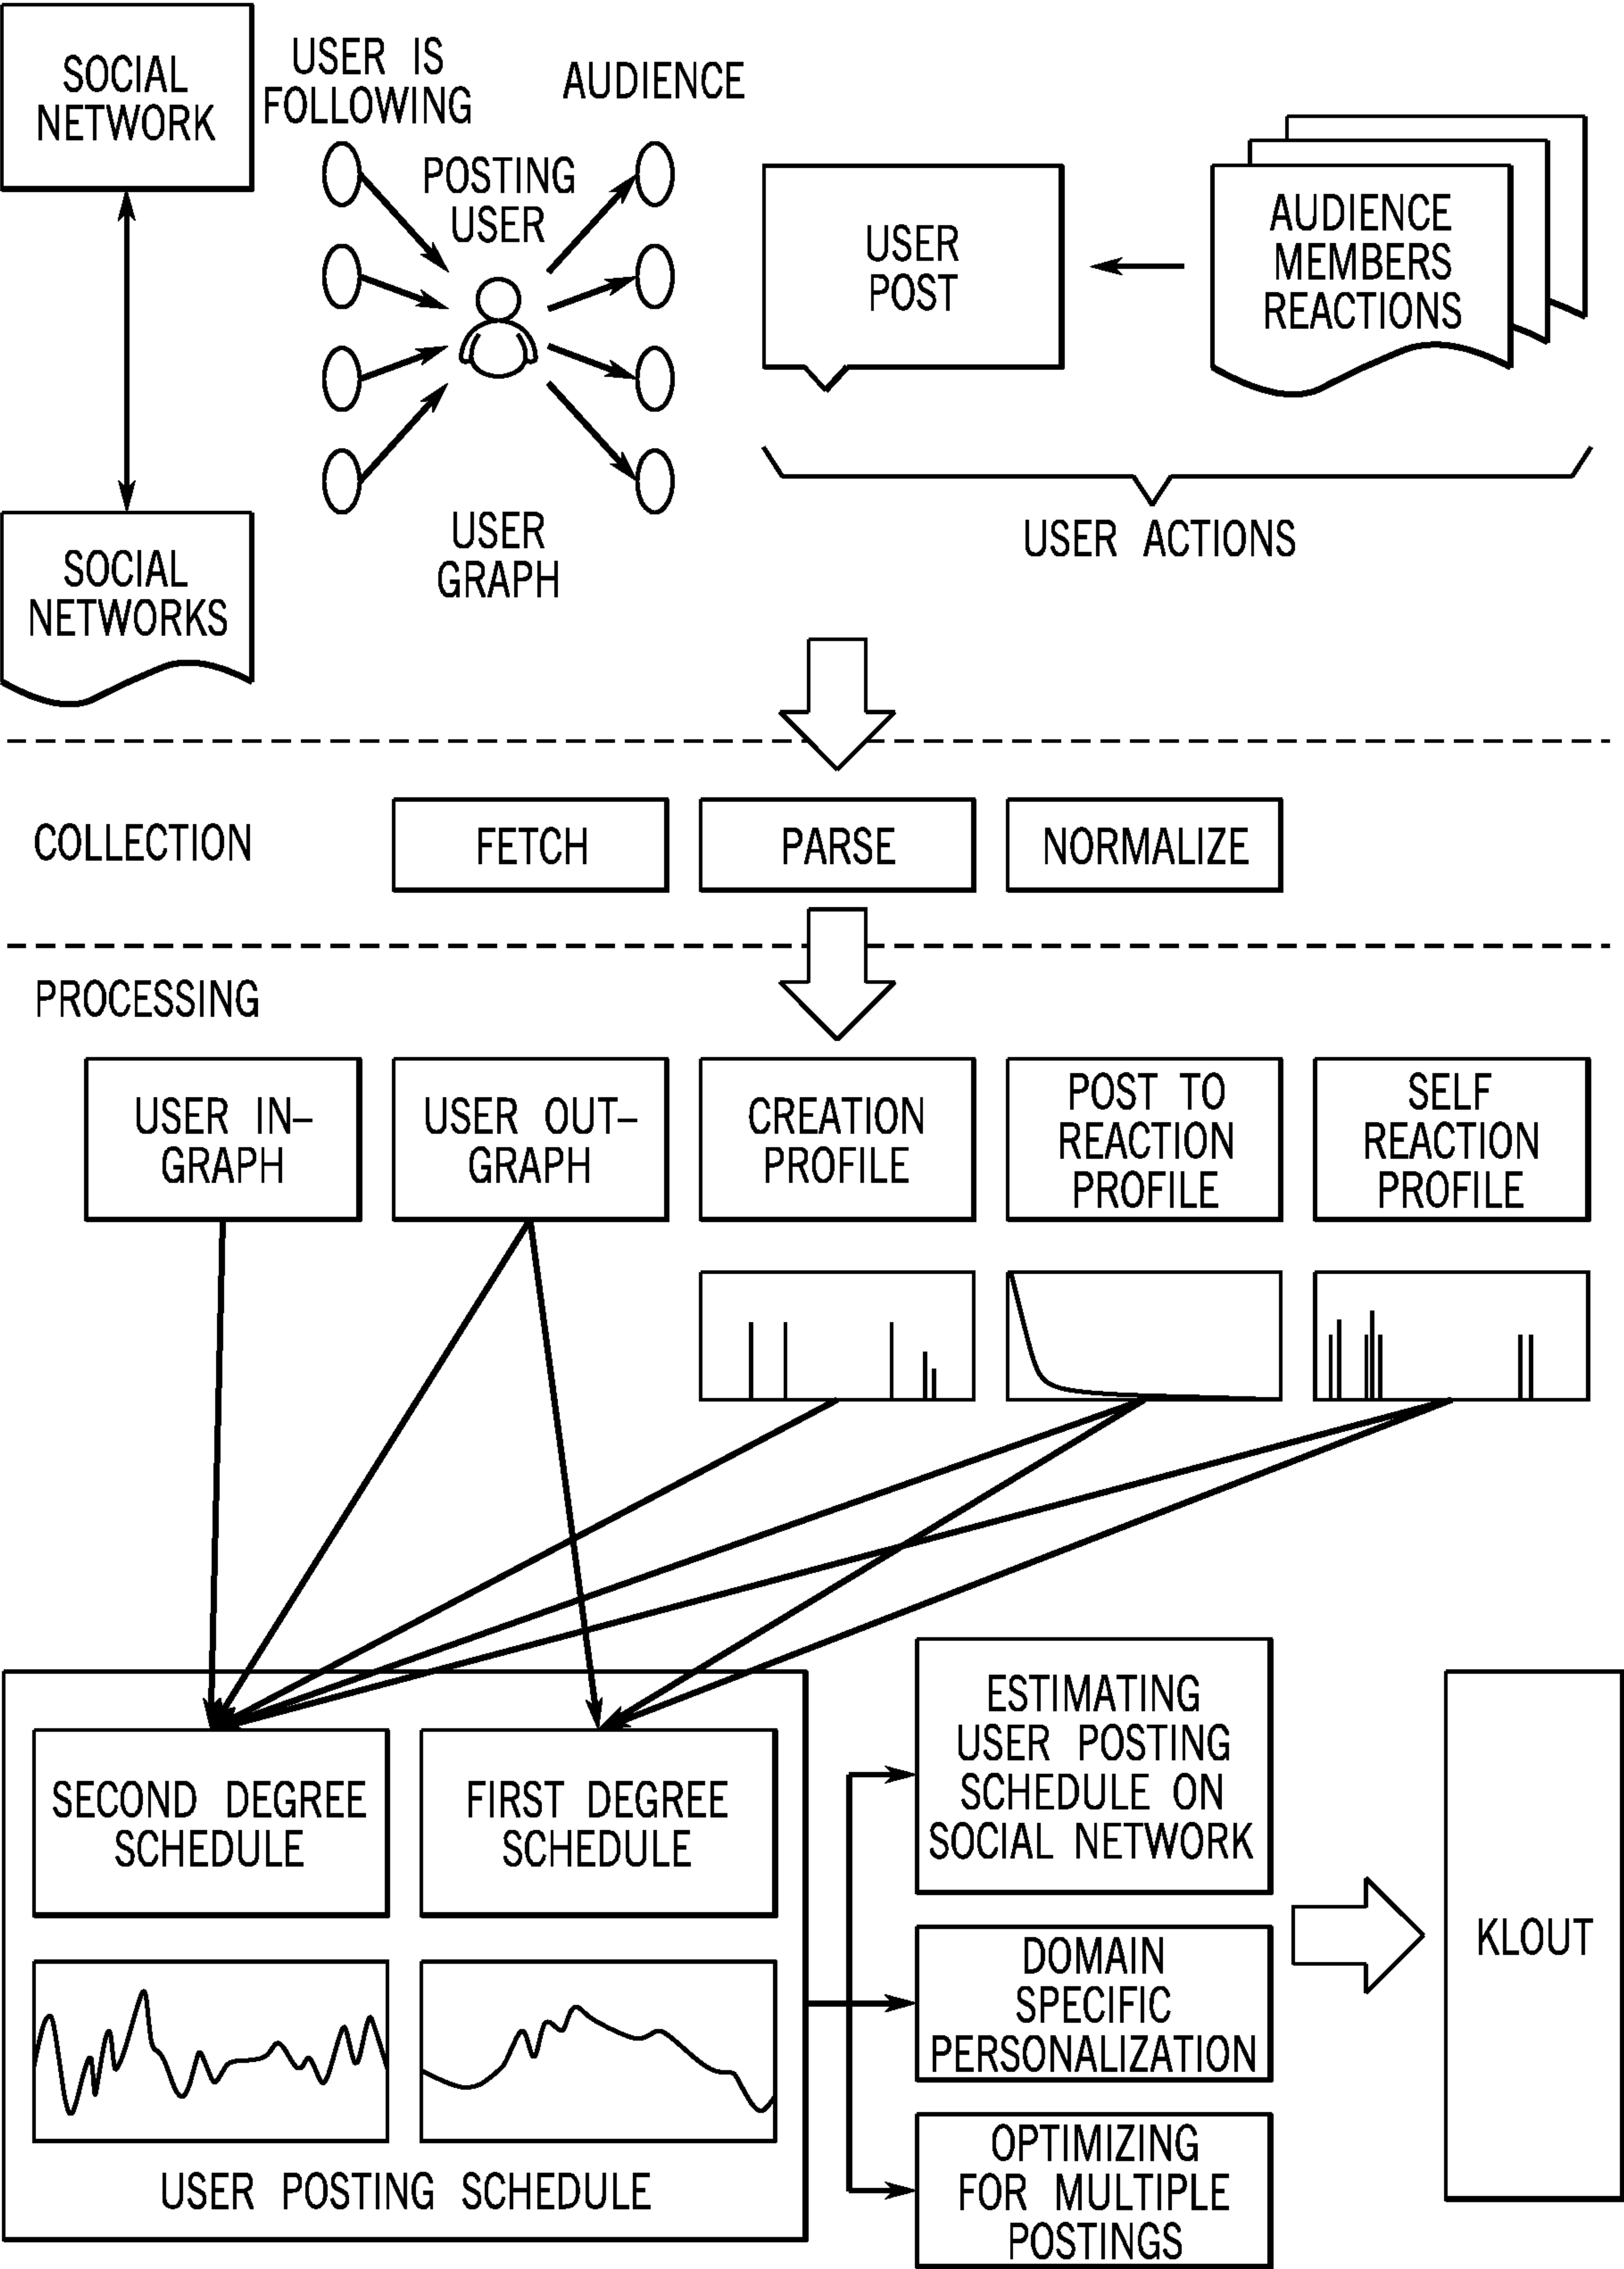 SOCIAL
NETWORK
USER IS
FOLLOWING
AUDIENCE
POSTING
USER
USER
POST
AUDIENCE
MEMBERS
REACTIONS
USER
GRAPH
USER ACTIONS
SOCIAL
NETWORKS
COLLECTION
FETCH
PARSE
NORMALIZE
PROCESSING
USER IN–
GRAPH
USER OUT–
GRAPH
CREATION
PROFILE
POST TO
REACTION
PROFILE
SELF
REACTION
PROFILE
SECOND DEGREE
SCHEDULE
FIRST DEGREE
SCHEDULE
USER POSTING SCHEDULE
ESTIMATING
USER POSTING
SCHEDULE ON
SOCIAL NETWORK
DOMAIN
SPECIFIC
PERSONALIZATION
OPTIMIZING
FOR MULTIPLE
POSTINGS
KLOUT